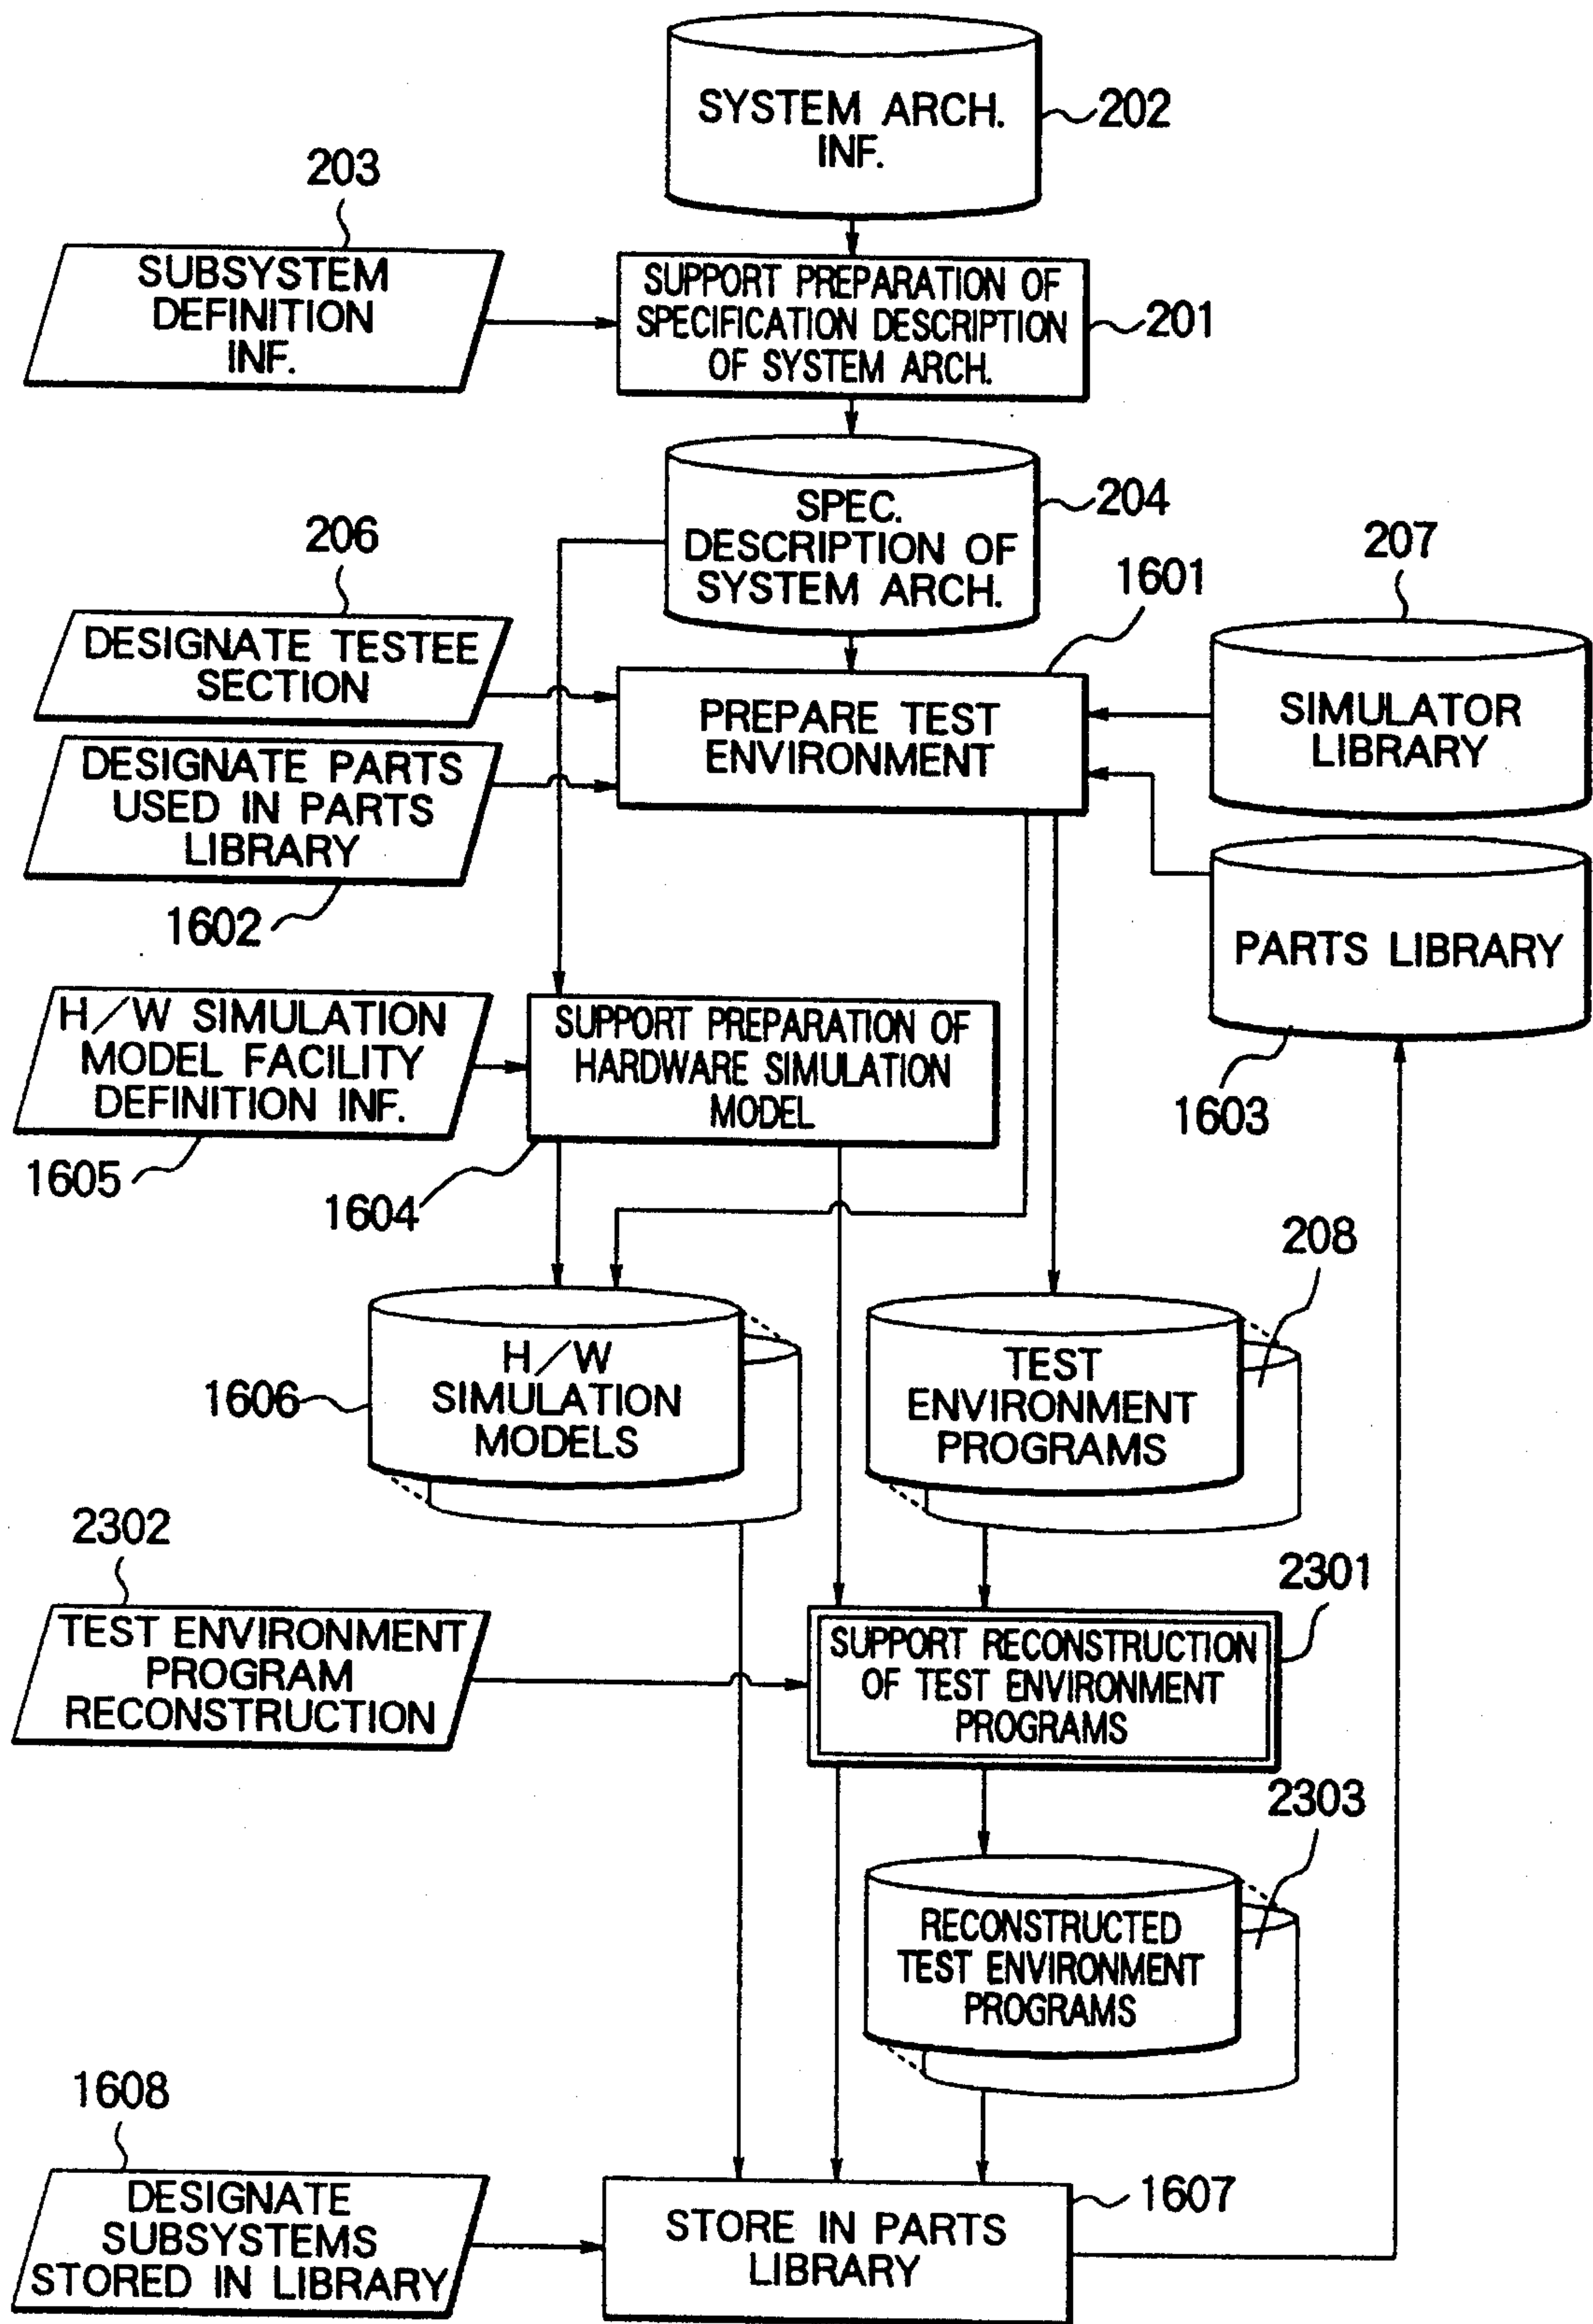 SYSTEM ARCH.
INF.
202
203
SUBSYSTEM
DEFINITION
INF.
SUPPORT PREPARATION OF
SPECIFICATION DESCRIPTION
OF SYSTEM ARCH.
201
SPEC.
DESCRIPTION OF
SYSTEM ARCH.
204
206
DESIGNATE TESTEE
SECTION
1601
207
PREPARE TEST
ENVIRONMENT
SIMULATOR
LIBRARY
DESIGNATE PARTS
USED IN PARTS
LIBRARY
1602
PARTS LIBRARY
1603
H/W SIMULATION
MODEL FACILITY
DEFINITION INF.
1605
SUPPORT PREPARATION OF
HARDWARE SIMULATION
MODEL
1604
208
H/W
SIMULATION
MODELS
1606
TEST
ENVIRONMENT
PROGRAMS
2302
TEST ENVIRONMENT
PROGRAM
RECONSTRUCTION
2301
SUPPORT RECONSTRUCTION
OF TEST ENVIRONMENT
PROGRAMS
2303
RECONSTRUCTED
TEST ENVIRONMENT
PROGRAMS
1608
DESIGNATE
SUBSYSTEMS
STORED IN LIBRARY
STORE IN PARTS
LIBRARY
1607